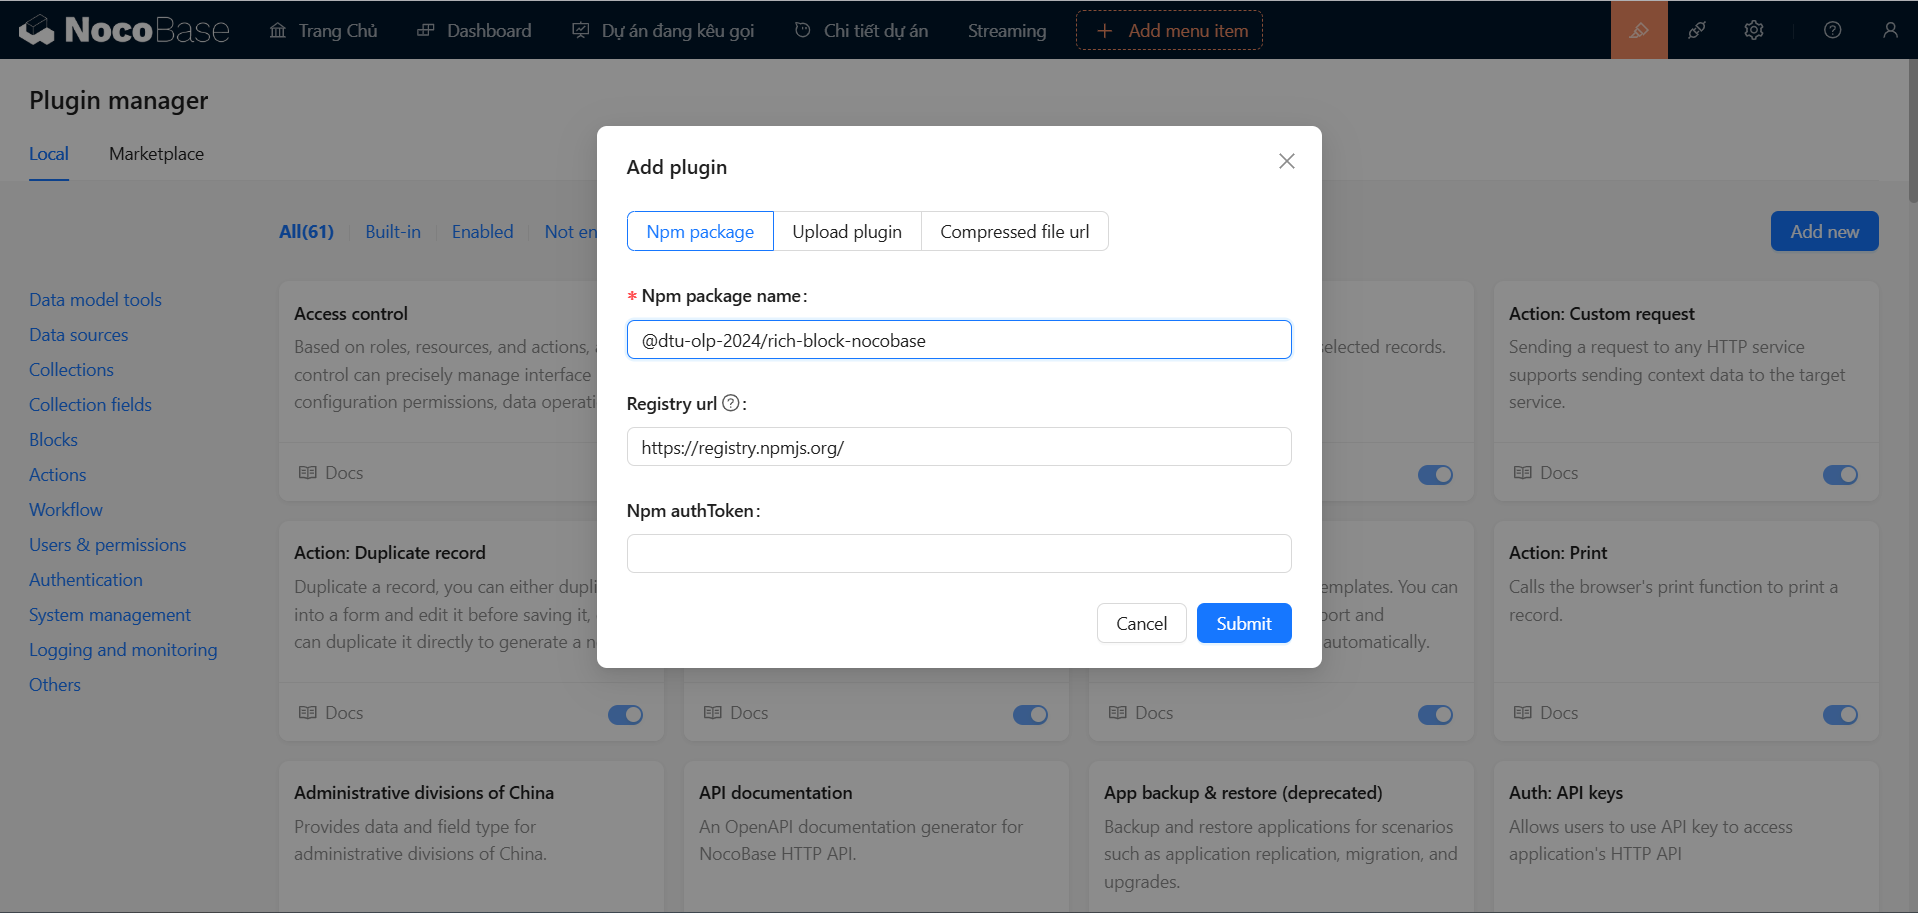 NocoBase
Trang Chủ
Dashboard
Dự án đang kêu gọi
Chi tiết dự án
Streaming
Add menu item
Plugin manager
Local
Marketplace
All(61)
Built-in
Enabled
Not en
Add new
Data model tools
Data sources
Collections
Collection fields
Blocks
Actions
Workflow
Users & permissions
Authentication
System management
Logging and monitoring
Others
Add plugin
Npm package
Upload plugin
Compressed file url
* Npm package name:
@dtu-olp-2024/rich-block-nocobase
Registry url ? :
https://registry.npmjs.org/
Npm authToken:
Cancel
Submit
Access control
Based on roles, resources, and actions,
control can precisely manage interface
configuration permissions, data operati
Docs
selected records.
Action: Custom request
Sending a request to any HTTP service
supports sending context data to the target
service.
Docs
Action: Duplicate record
Duplicate a record, you can either dupli
into a form and edit it before saving it,
can duplicate it directly to generate a n
Docs
Docs
emplates. You can
port and
automatically.
Docs
Action: Print
Calls the browser's print function to print a
record.
Docs
Administrative divisions of China
Provides data and field type for
administrative divisions of China.
API documentation
An OpenAPI documentation generator for
NocoBase HTTP API.
App backup & restore (deprecated)
Backup and restore applications for scenarios
such as application replication, migration, and
upgrades.
Auth: API keys
Allows users to use API key to access
application's HTTP API